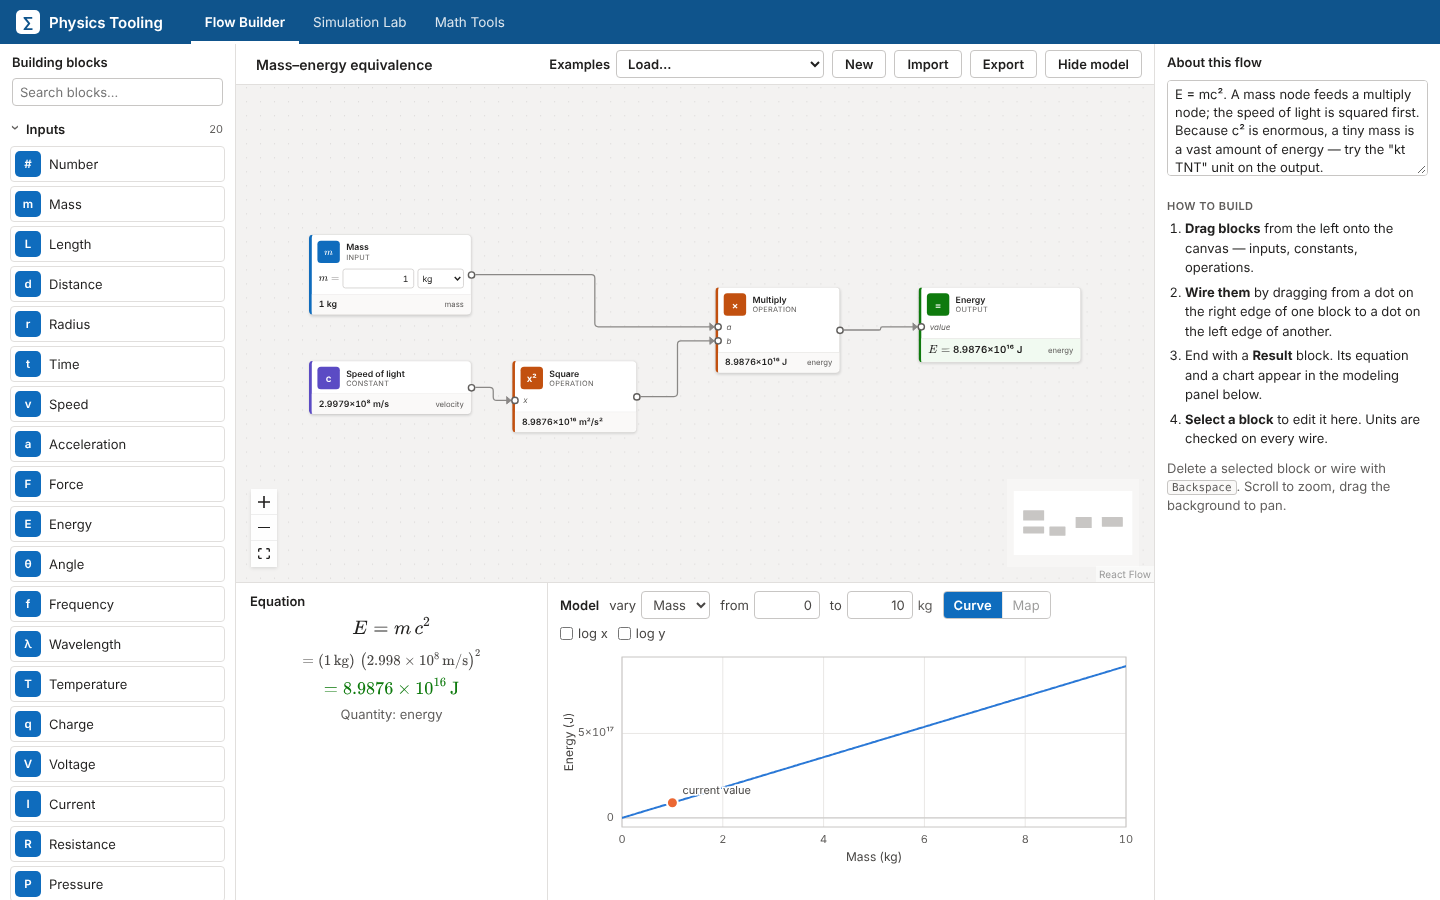 ∑ Physics Tooling Flow Builder Simulation Lab Math Tools
Building blocks
Search blocks...
Inputs 20
# Number
m Mass
L Length
d Distance
r Radius
t Time
v Speed
a Acceleration
F Force
E Energy
θ Angle
f Frequency
λ Wavelength
T Temperature
q Charge
V Voltage
I Current
R Resistance
P Pressure
Mass–energy equivalence Examples Load... New Import Export Hide model
m Mass
INPUT
m = 1 kg
1 kg mass
c Speed of light
CONSTANT
2.9979×10⁸ m/s velocity
x² Square
OPERATION
x
8.9876×10¹⁶ m²/s²
× Multiply
OPERATION
a
b
8.9876×10¹⁶ J energy
= Energy
OUTPUT
value
E = 8.9876×10¹⁶ J energy
React Flow
Equation
E = m c²
= (1 kg) (2.998 × 10⁸ m/s)²
= 8.9876 × 10¹⁶ J
Quantity: energy
Model vary Mass from 0 to 10 kg Curve Map
log x log y
Energy (J)
5×10¹⁷
0
current value
0 2 4 6 8 10
Mass (kg)
About this flow
E = mc². A mass node feeds a multiply
node; the speed of light is squared first.
Because c² is enormous, a tiny mass is
a vast amount of energy — try the "kt
TNT" unit on the output.
HOW TO BUILD
1. Drag blocks from the left onto the
canvas — inputs, constants,
operations.
2. Wire them by dragging from a dot on
the right edge of one block to a dot on
the left edge of another.
3. End with a Result block. Its equation
and a chart appear in the modeling
panel below.
4. Select a block to edit it here. Units are
checked on every wire.
Delete a selected block or wire with
Backspace. Scroll to zoom, drag the
background to pan.